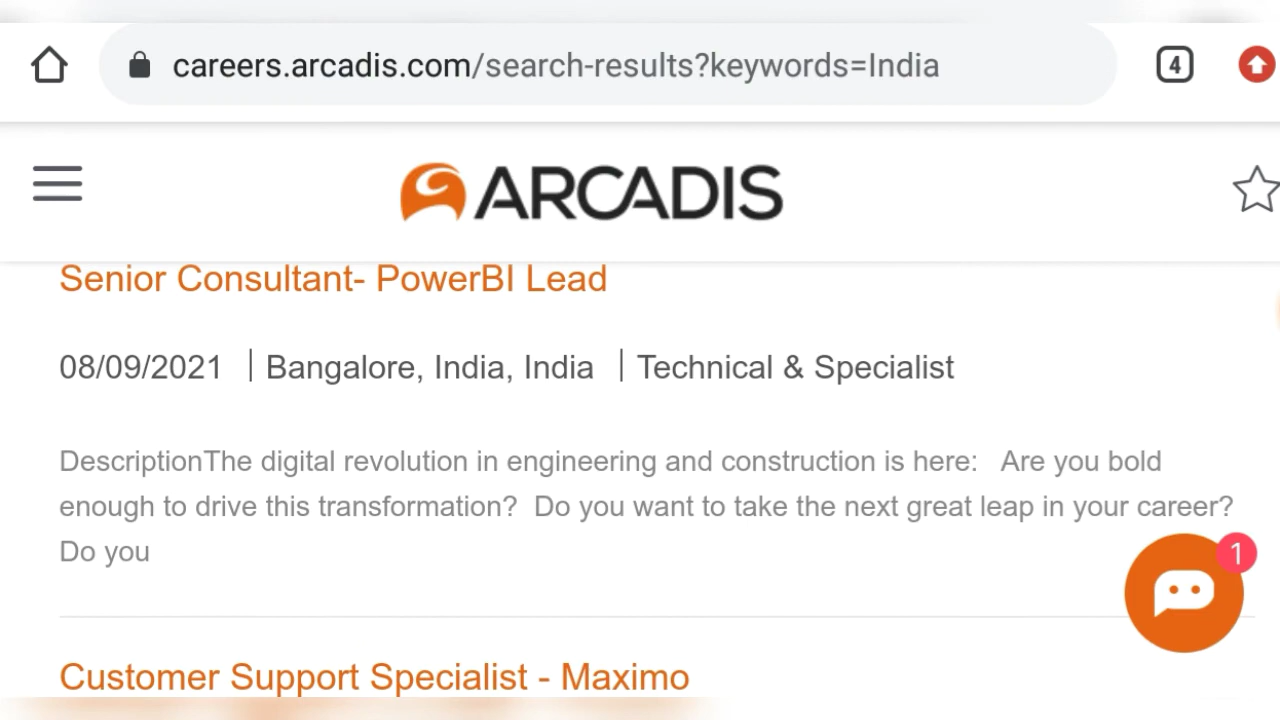 careers.arcadis.com/search-results?keywords=India
4
ARCADIS
Senior Consultant- PowerBI Lead
08/09/2021 | Bangalore, India, India | Technical & Specialist
DescriptionThe digital revolution in engineering and construction is here:   Are you bold
enough to drive this transformation?  Do you want to take the next great leap in your career?
Do you
1
Customer Support Specialist - Maximo